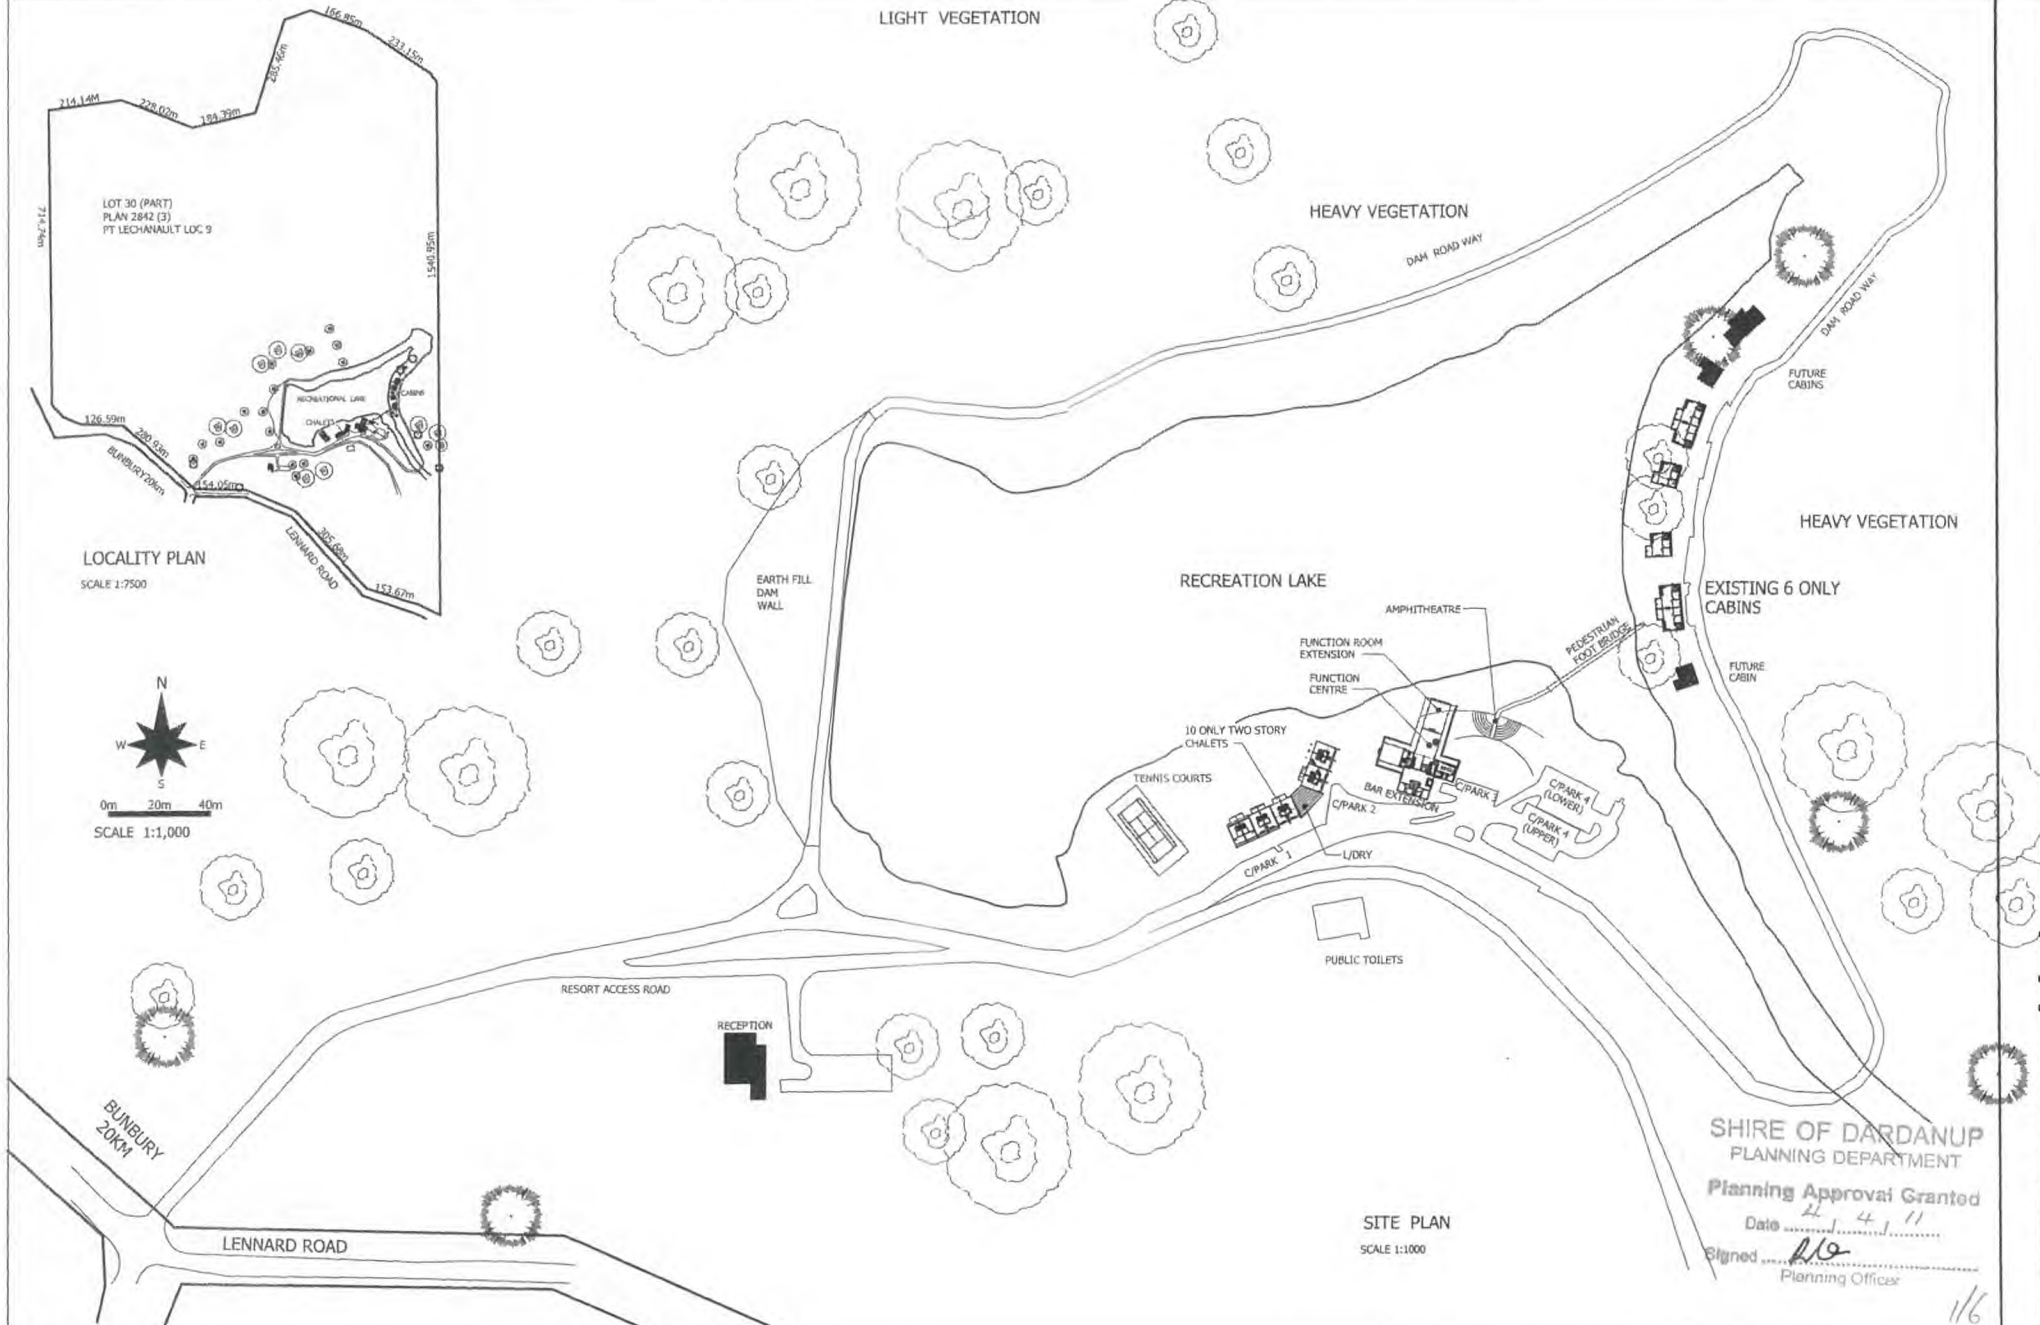 LIGHT VEGETATION
166.85m
233.15m
285.46m
214.14M
228.02m
184.39m
LOT 30 (PART)
PLAN 2842 (3)
PT LECHANAULT LOC 9
714.74m
1540.95m
RECREATIONAL LAKE
CABINS
CHALETS
126.59m
280.93m
BUNBURY 20km
154.05m
305.68m
LENNARD ROAD
153.67m
LOCALITY PLAN
SCALE 1:7500
HEAVY VEGETATION
DAM ROAD WAY
DAM ROAD WAY
FUTURE
CABINS
HEAVY VEGETATION
EARTH FILL
DAM
WALL
RECREATION LAKE
EXISTING 6 ONLY
CABINS
AMPHITHEATRE
PEDESTRIAN
FOOT BRIDGE
FUNCTION ROOM
EXTENSION
FUNCTION
CENTRE
FUTURE
CABIN
N
W
E
S
0m 20m 40m
SCALE 1:1,000
10 ONLY TWO STORY
CHALETS
TENNIS COURTS
BAR EXTENSION
C/PARK 3
C/PARK 4
(LOWER)
C/PARK 2
C/PARK 4
(UPPER)
L/DRY
C/PARK 1
PUBLIC TOILETS
RESORT ACCESS ROAD
RECEPTION
BUNBURY
20KM
LENNARD ROAD
SITE PLAN
SCALE 1:1000
SHIRE OF DARDANUP
PLANNING DEPARTMENT
Planning Approval Granted
Date 4 / 4 / 11
Signed
Planning Officer
1/6